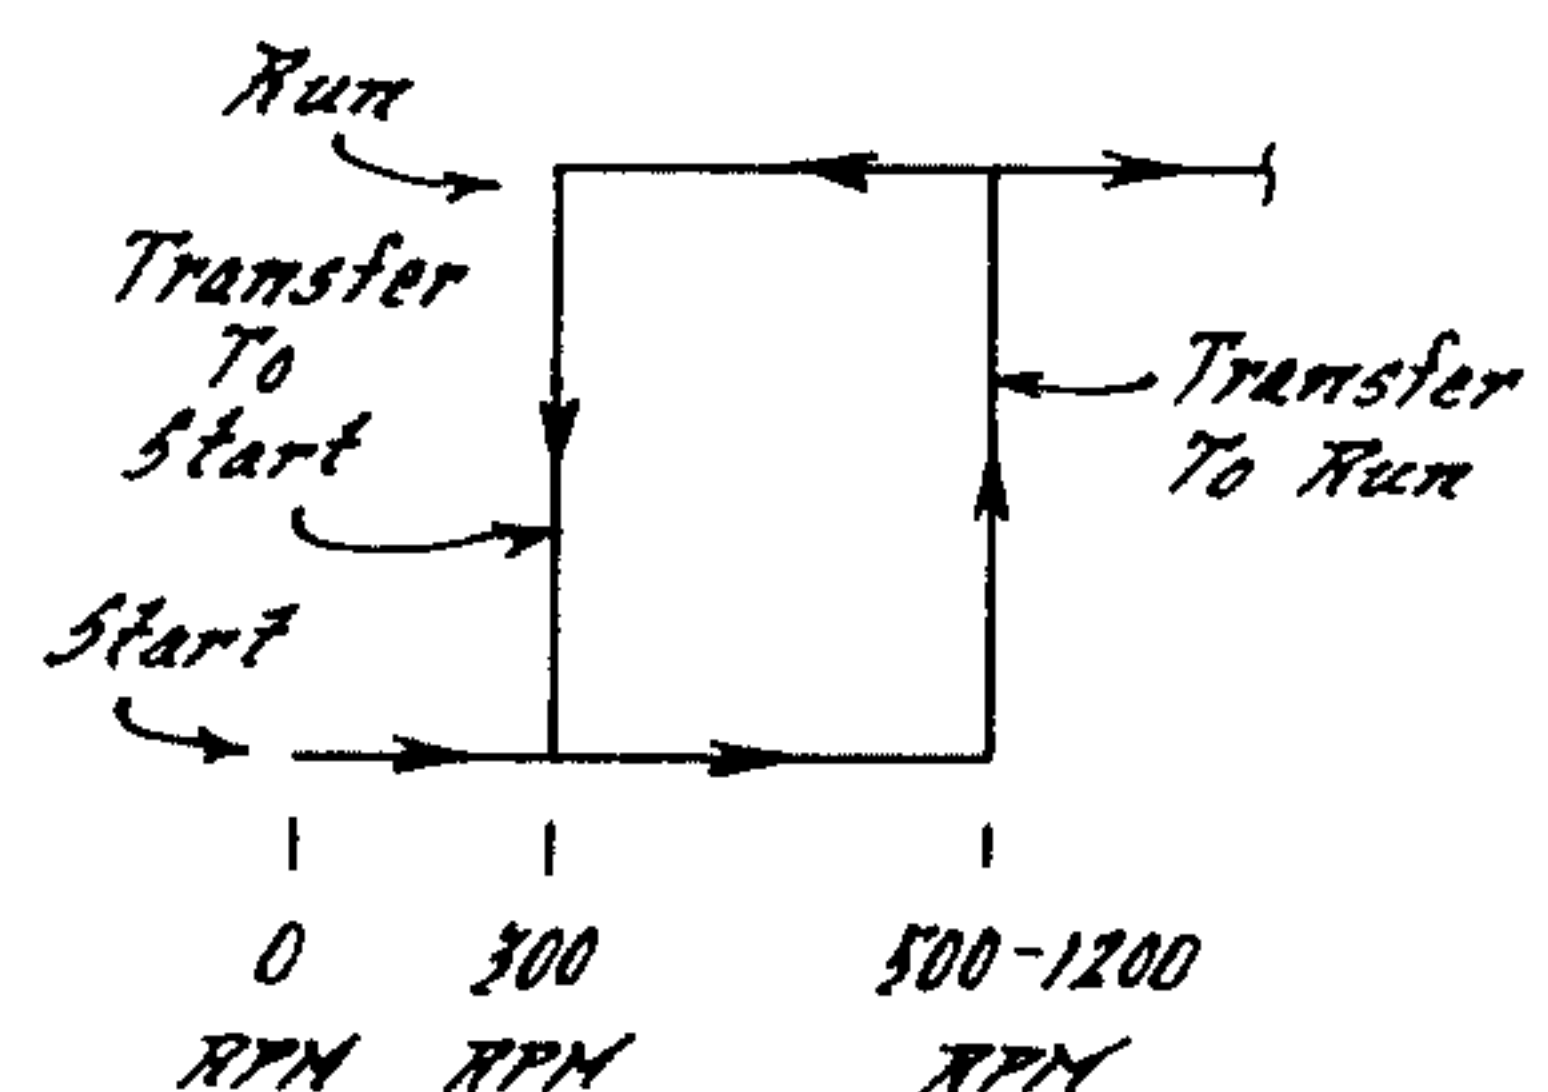 Run
Transfer
To
Start
Transfer
To Run
Start
0
RPM
300
RPM
500-1200
RPM